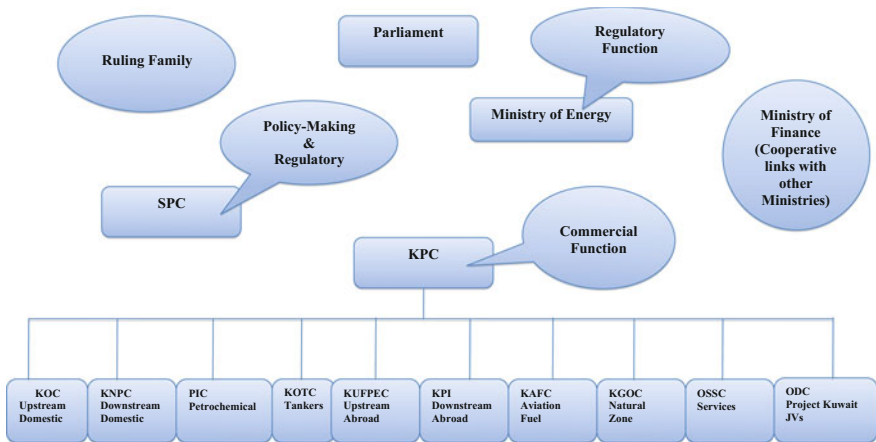 Ruling Family
Parliament
Regulatory
Function
Ministry of Energy
Policy-Making
&
Regulatory
Ministry of
Finance
(Cooperative
links with
other
Ministries)
SPC
KPC
Commercial
Function
KOC
Upstream
Domestic
KNPC
Downstream
Domestic
PIC
Petrochemical
KOTC
Tankers
KUFPEC
Upstream
Abroad
KPI
Downstream
Abroad
KAFC
Aviation
Fuel
KGOC
Natural
Zone
OSSC
Services
ODC
Project Kuwait
JVs